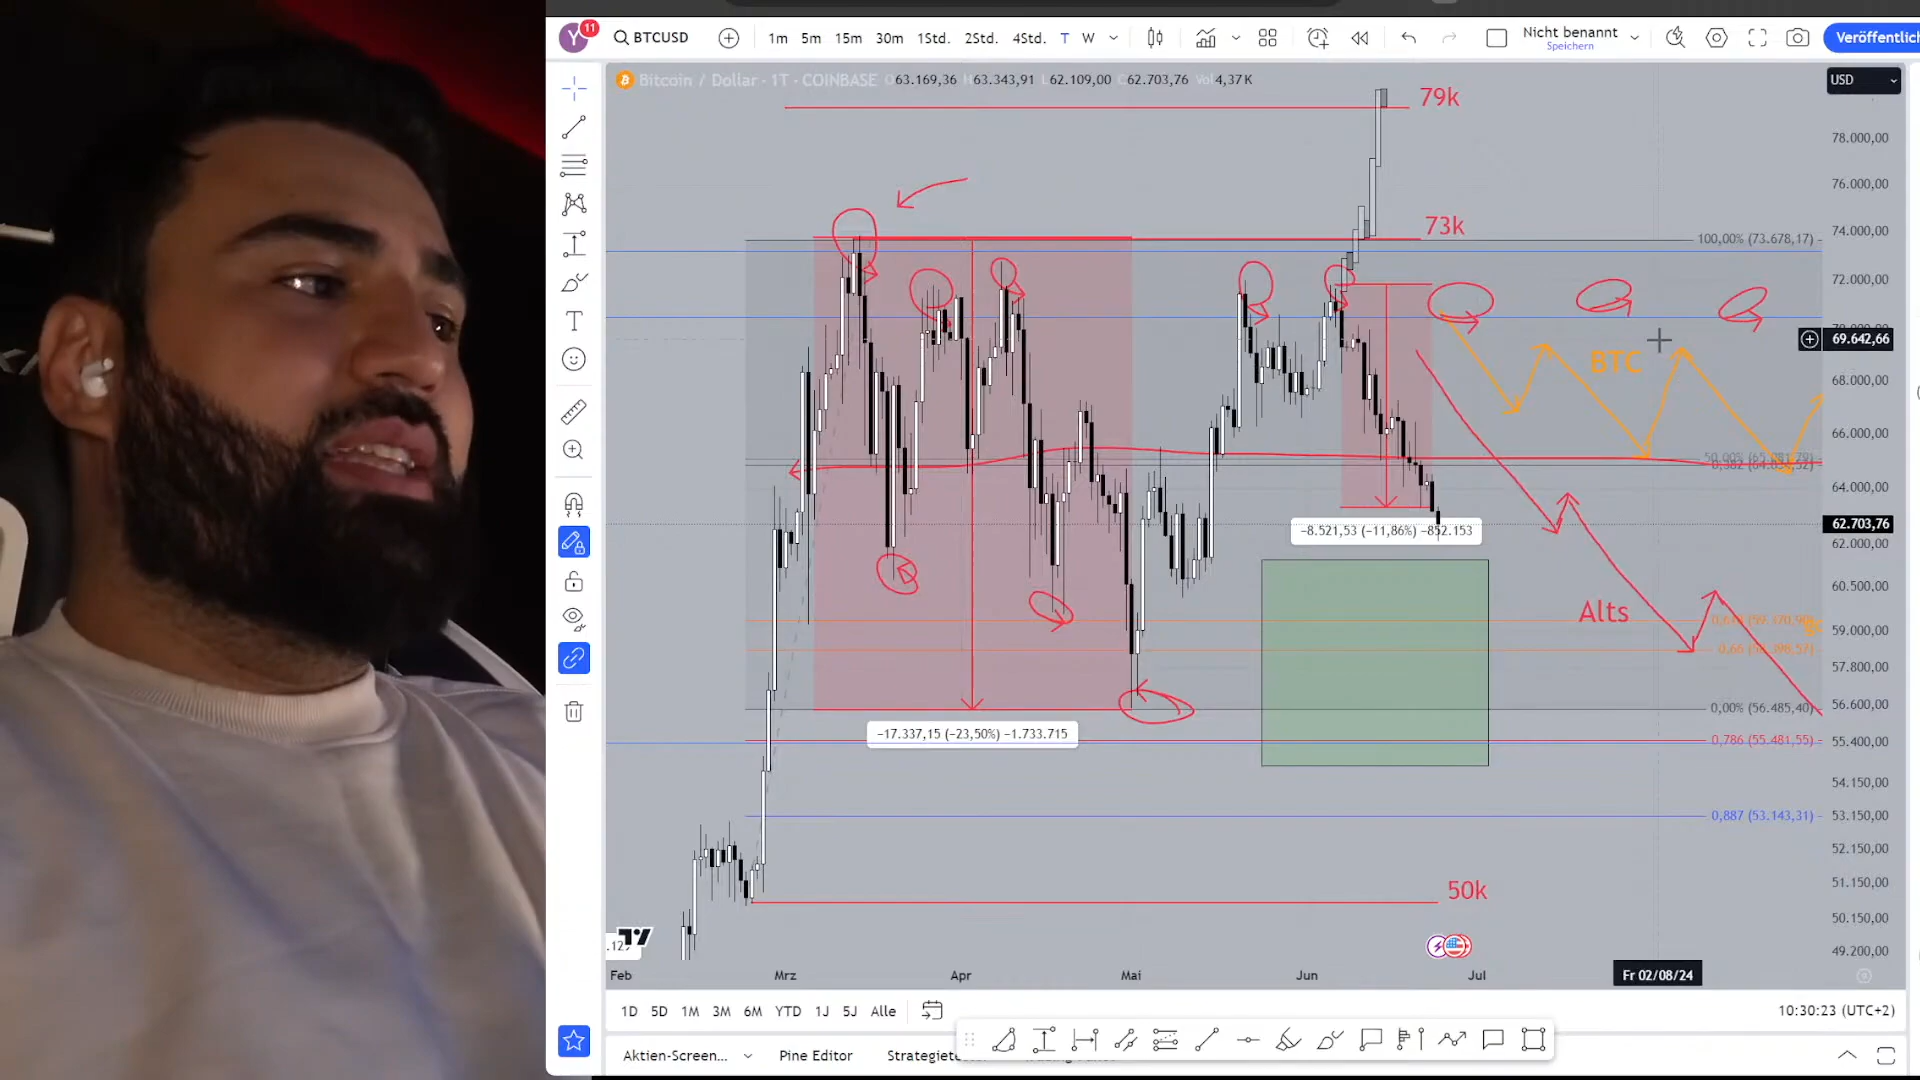 Y 11 BTCUSD 1m 5m 15m 30m 1Std. 2Std. 4Std. T W Nicht benannt Speichern Veröffentlich
Bitcoin / Dollar · 1T · COINBASE O63.169,36 H63.343,91 L62.109,00 C62.703,76 Vol 4,37 K
USD
79k
78.000,00
76.000,00
73k
74.000,00
100,00% (73.678,17)
72.000,00
69.642,66
BTC
68.000,00
66.000,00
64.000,00
62.703,76
−8.521,53 (−11,86%) −852.153
62.000,00
60.500,00
Alts
59.000,00
57.800,00
0,00% (56.485,40)
56.600,00
−17.337,15 (−23,50%) −1.733.715
0,786 (55.481,55)
55.400,00
54.150,00
0,887 (53.143,31)
53.150,00
52.150,00
50k
51.150,00
50.150,00
49.200,00
Feb Mrz Apr Mai Jun Jul Fr 02/08/24
1D 5D 1M 3M 6M YTD 1J 5J Alle 10:30:23 (UTC+2)
Aktien-Screen... Pine Editor